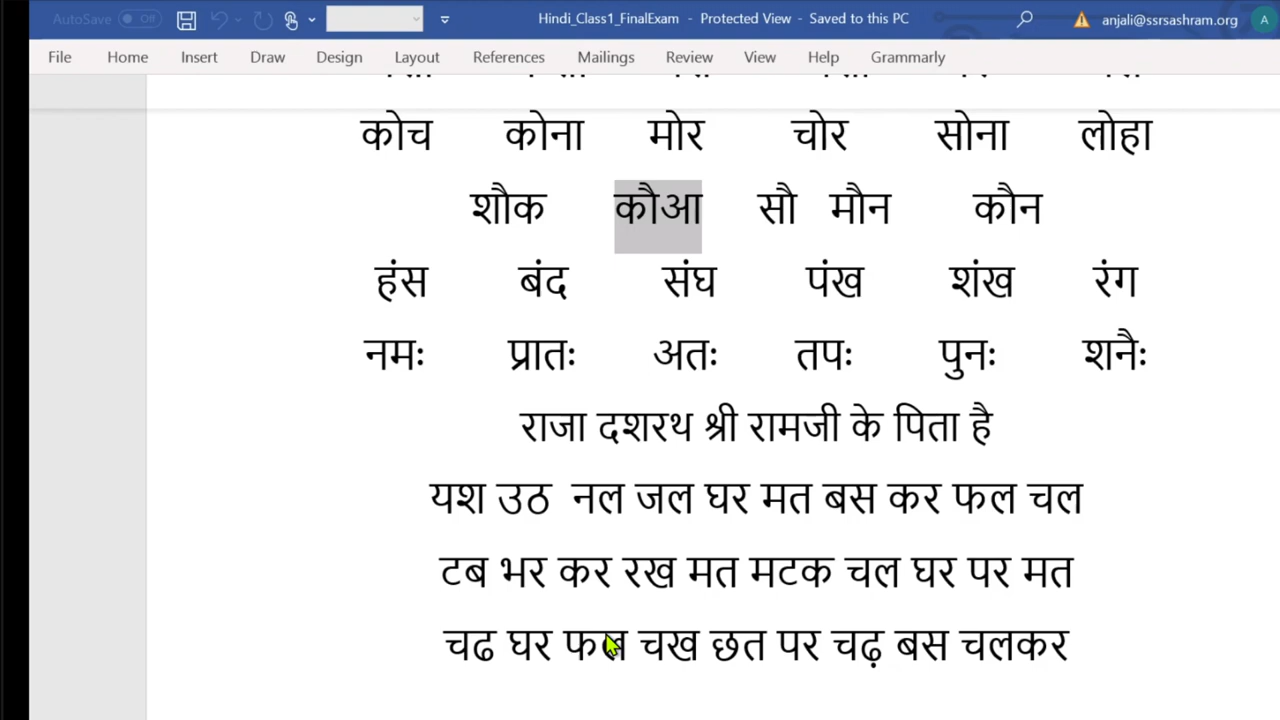 AutoSave Off Hindi_Class1_FinalExam - Protected View - Saved to this PC anjali@ssrsashram.org A
File Home Insert Draw Design Layout References Mailings Review View Help Grammarly
कोच कोना मोर चोर सोना लोहा
शौक कौआ सौ मौन कौन
हंस बंद संघ पंख शंख रंग
नमः प्रातः अतः तपः पुनः शनैः
राजा दशरथ श्री रामजी के पिता है
यश उठ नल जल घर मत बस कर फल चल
टब भर कर रख मत मटक चल घर पर मत
चढ घर फल चख छत पर चढ़ बस चलकर